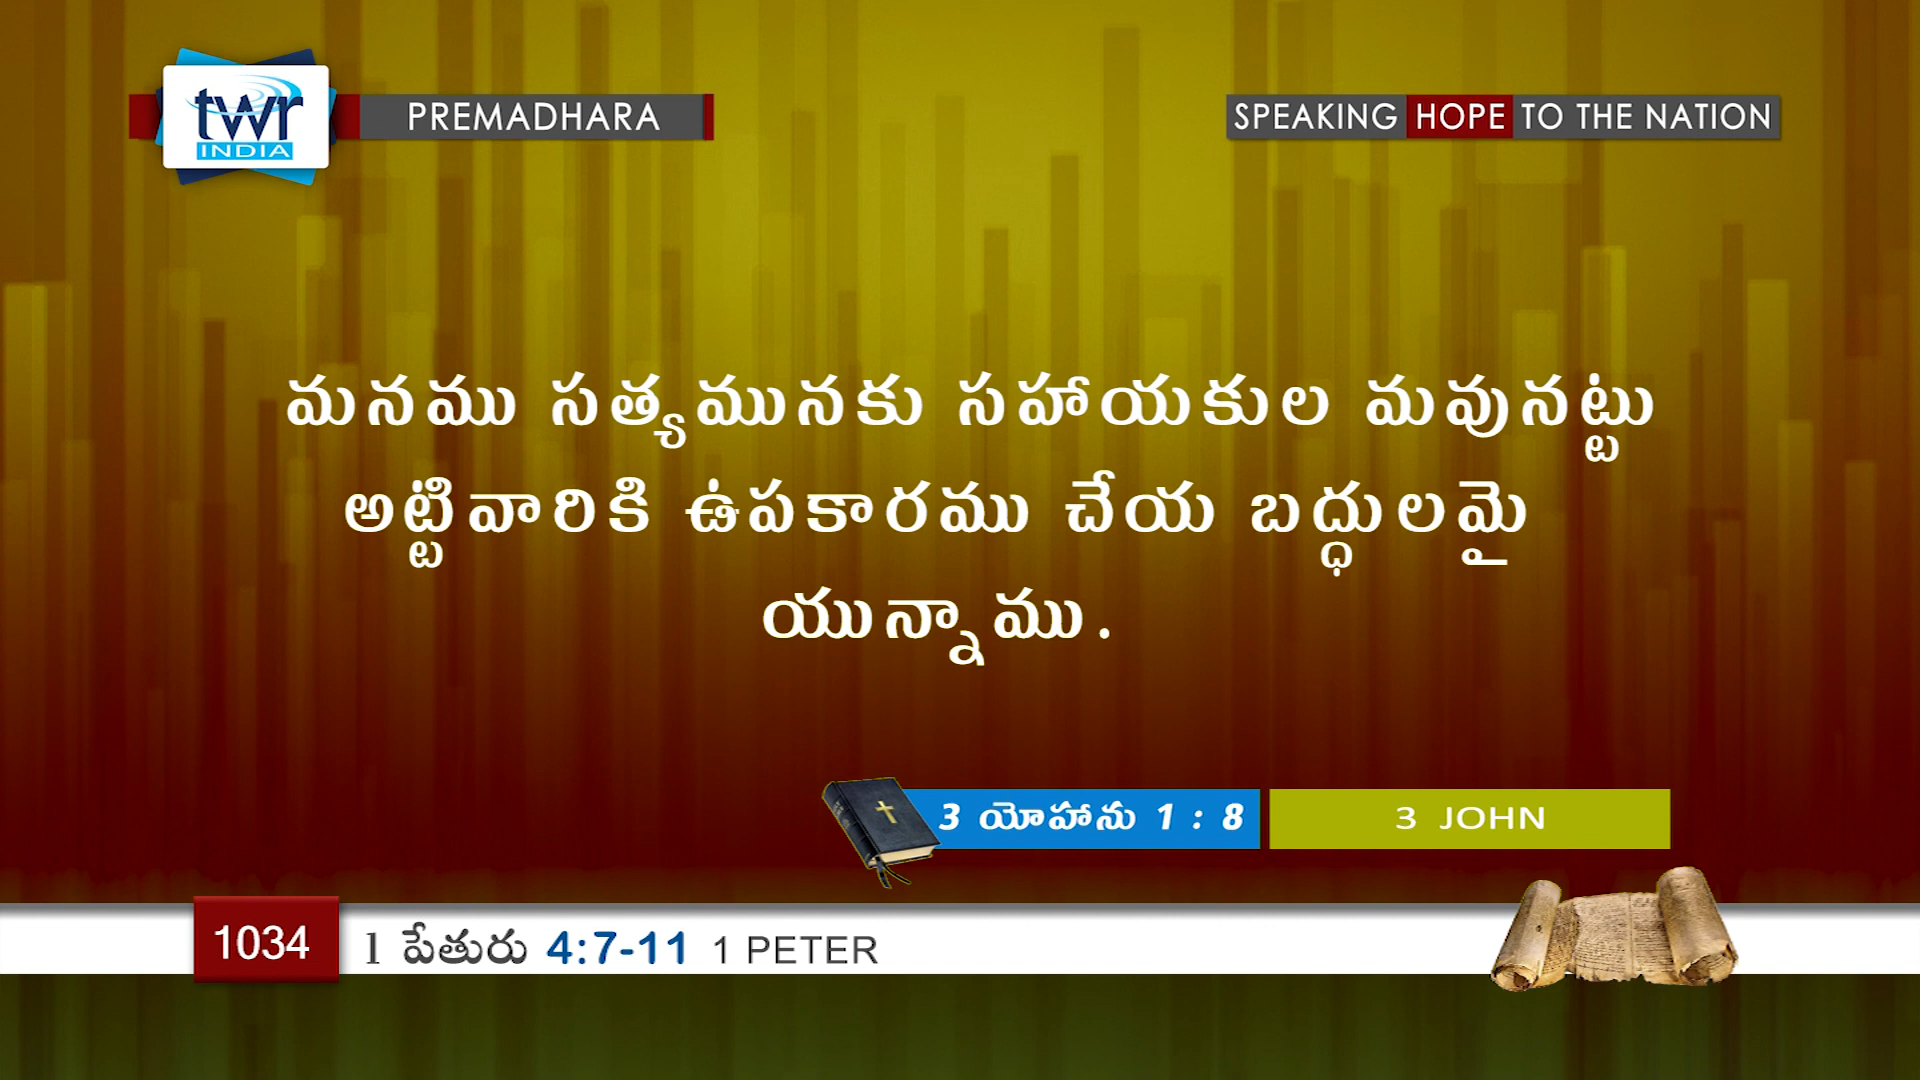 twr
INDIA
PREMADHARA
SPEAKING HOPE TO THE NATION
మనము సత్యమునకు సహాయకుల మవునట్టు
అట్టివారికి ఉపకారము చేయ బద్ధులమై
యున్నాము.
3 యోహాను 1 : 8
3 JOHN
1034
1 పేతురు 4:7-11 1 PETER